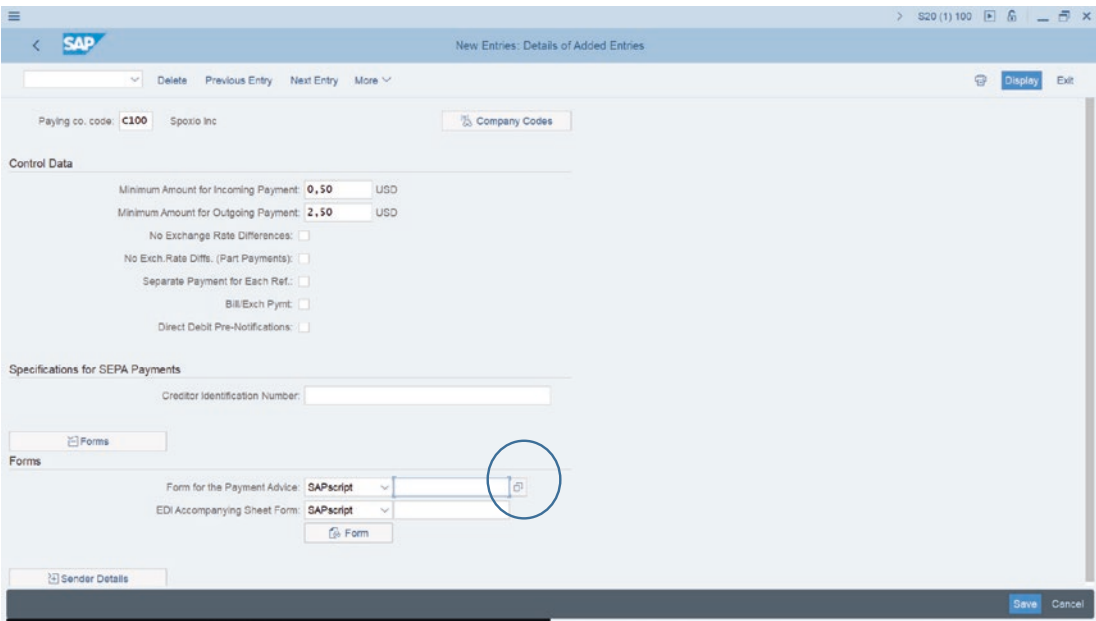 S20 (1) 100
SAP
New Entries: Details of Added Entries
Delete Previous Entry Next Entry More Display Exit
Paying co. code: C100 Spoxio Inc Company Codes
Control Data
Minimum Amount for Incoming Payment: 0,50 USD
Minimum Amount for Outgoing Payment: 2,50 USD
No Exchange Rate Differences:
No Exch.Rate Diffs. (Part Payments):
Separate Payment for Each Ref.:
Bill/Exch Pymt:
Direct Debit Pre-Notifications:
Specifications for SEPA Payments
Creditor Identification Number:
Forms
Forms
Form for the Payment Advice: SAPscript
EDI Accompanying Sheet Form: SAPscript
Form
Sender Details
Save Cancel